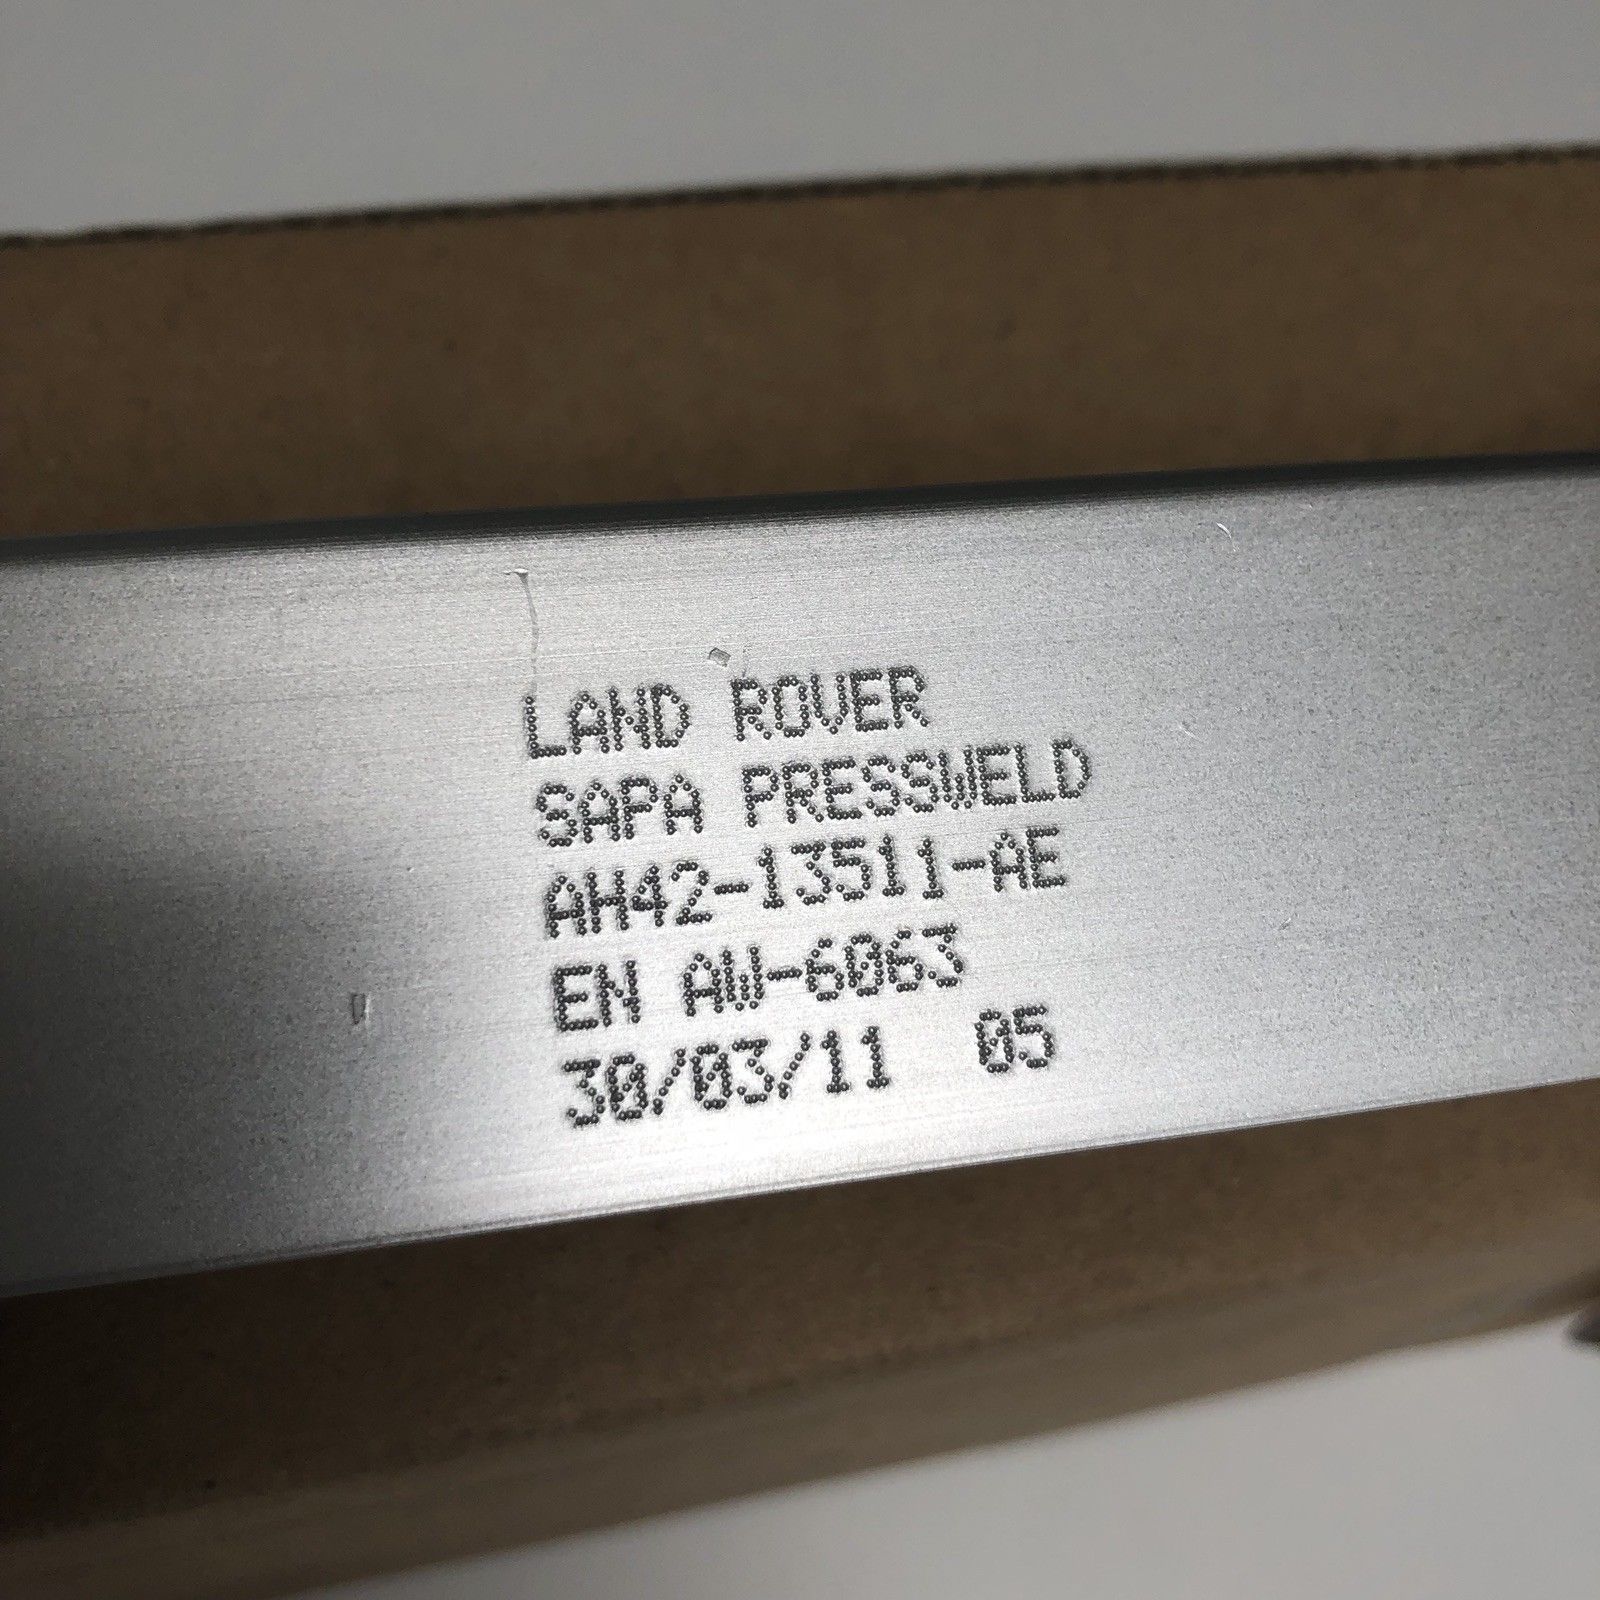 LAND ROVER
SAPA PRESSWELD
AH42-13511-AE
EN AW-6063
30/03/11 05